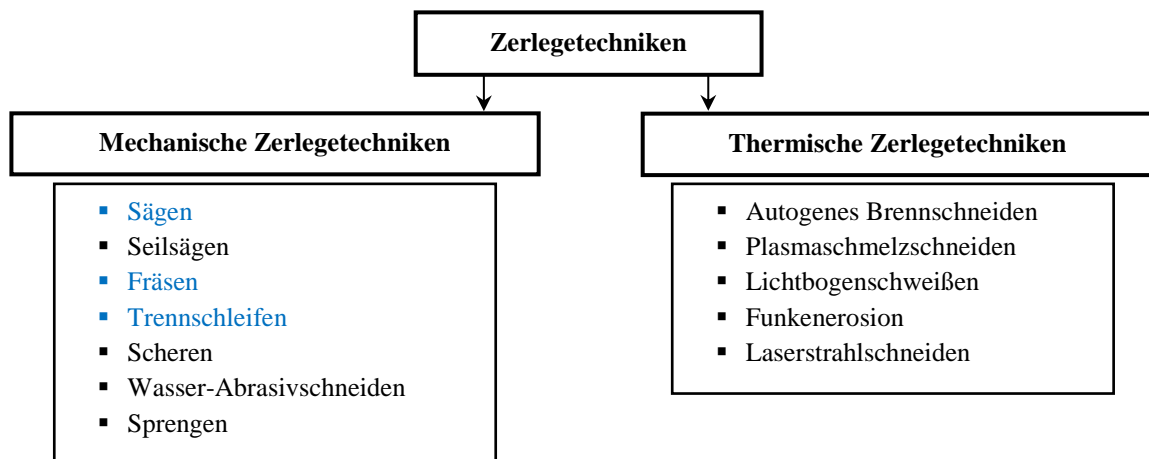 Zerlegetechniken
Mechanische Zerlegetechniken
▪ Sägen
▪ Seilsägen
▪ Fräsen
▪ Trennschleifen
▪ Scheren
▪ Wasser-Abrasivschneiden
▪ Sprengen
Thermische Zerlegetechniken
▪ Autogenes Brennschneiden
▪ Plasmaschmelzschneiden
▪ Lichtbogenschweißen
▪ Funkenerosion
▪ Laserstrahlschneiden